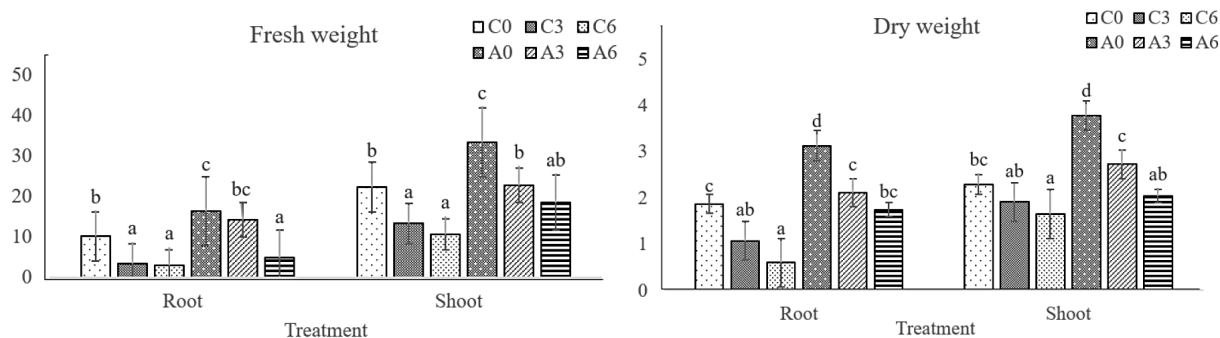 Fresh weight
C0 C3 C6
A0 A3 A6
50
40
30
20
10
0
b a a c bc a
b a a c b ab
Root Shoot
Treatment
Dry weight
C0 C3 C6
A0 A3 A6
5
4
3
2
1
0
c ab a d c bc
bc ab a d c ab
Root Shoot
Treatment